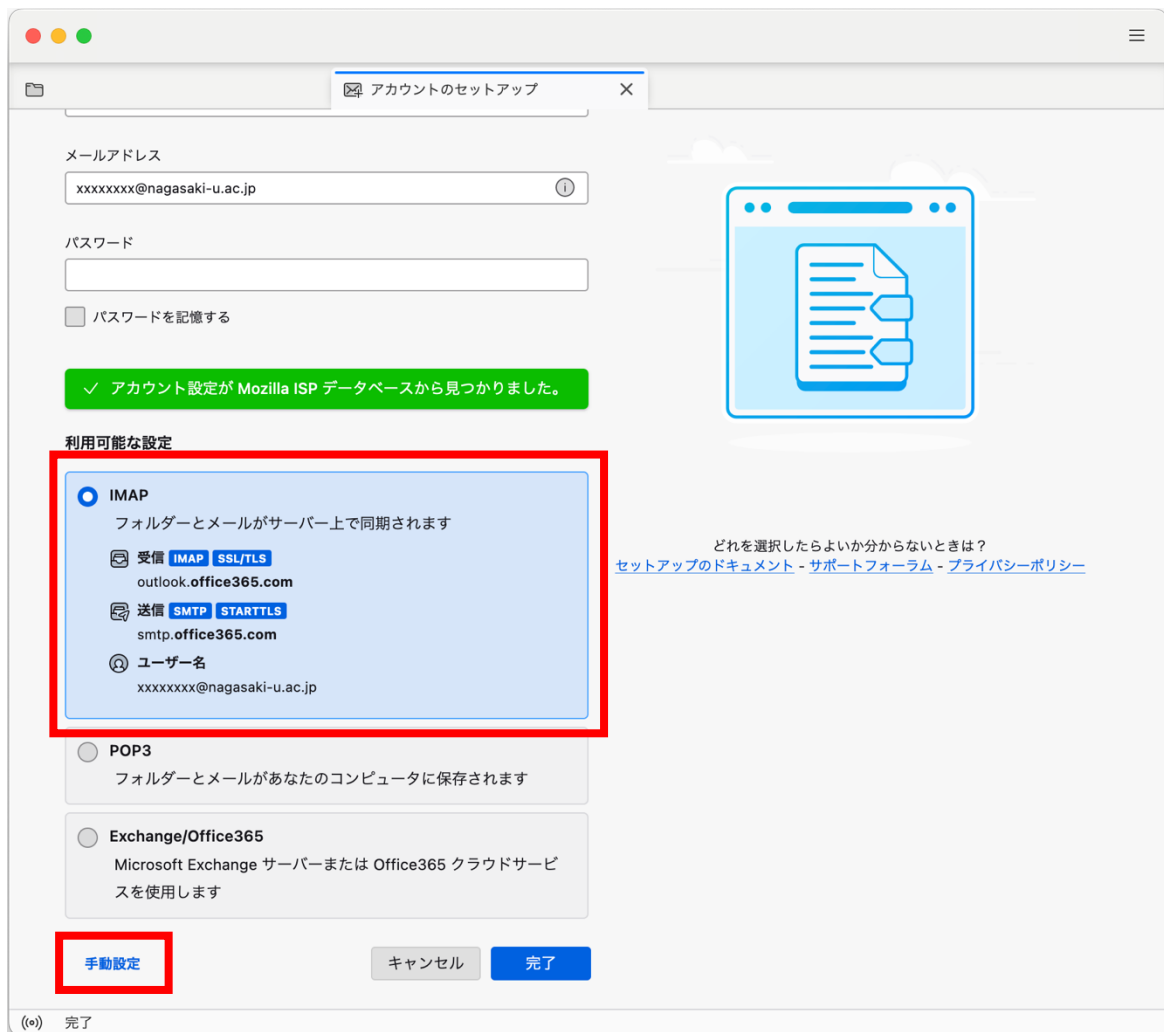 アカウントのセットアップ
メールアドレス
xxxxxxxx@nagasaki-u.ac.jp
パスワード
パスワードを記憶する
アカウント設定が Mozilla ISP データベースから見つかりました。
利用可能な設定
IMAP
フォルダーとメールがサーバー上で同期されます
受信 IMAP SSL/TLS
outlook.office365.com
送信 SMTP STARTTLS
smtp.office365.com
ユーザー名
xxxxxxxx@nagasaki-u.ac.jp
POP3
フォルダーとメールがあなたのコンピュータに保存されます
Exchange/Office365
Microsoft Exchange サーバーまたは Office365 クラウドサービ
スを使用します
手動設定 キャンセル 完了
どれを選択したらよいか分からないときは？
セットアップのドキュメント - サポートフォーラム - プライバシーポリシー
完了